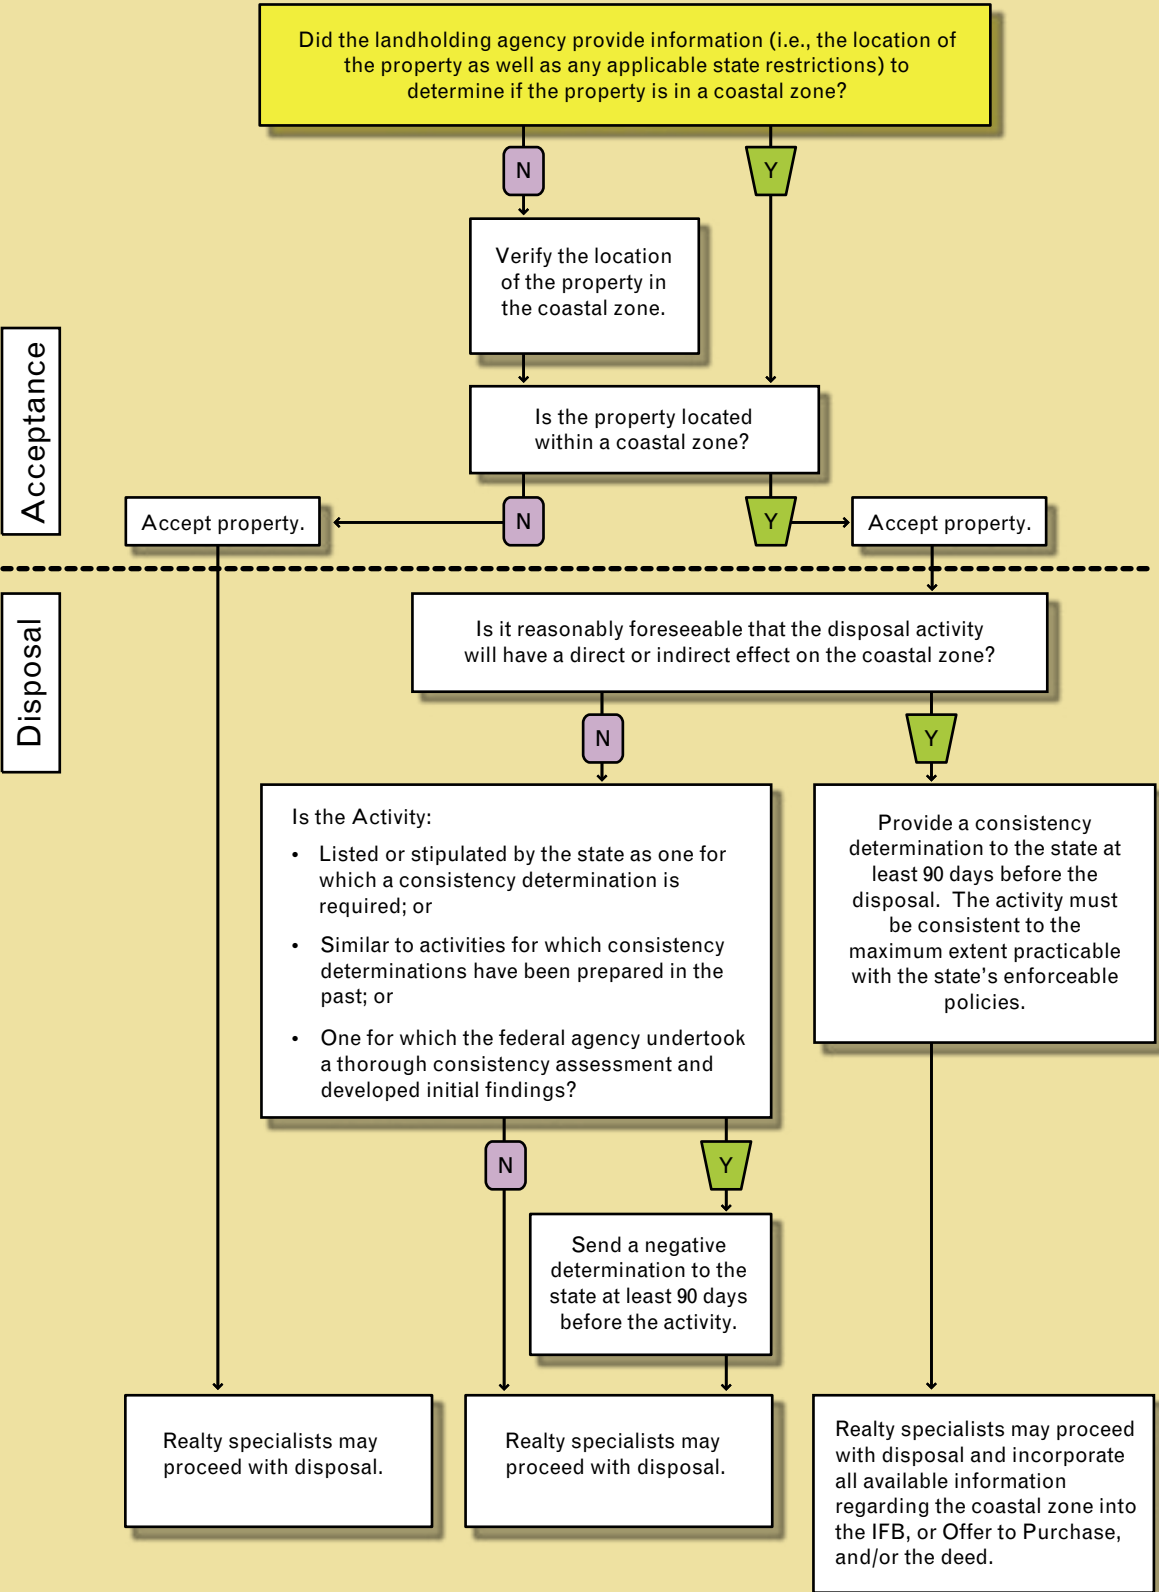 Did the landholding agency provide information (i.e., the location of
the property as well as any applicable state restrictions) to
determine if the property is in a coastal zone?
N
Y
Verify the location
of the property in
the coastal zone.
Acceptance
Is the property located
within a coastal zone?
Accept property.
N
Y
Accept property.
Disposal
Is it reasonably foreseeable that the disposal activity
will have a direct or indirect effect on the coastal zone?
N
Y
Is the Activity:
• Listed or stipulated by the state as one for
which a consistency determination is
required; or
• Similar to activities for which consistency
determinations have been prepared in the
past; or
• One for which the federal agency undertook
a thorough consistency assessment and
developed initial findings?
Provide a consistency
determination to the state at
least 90 days before the
disposal. The activity must
be consistent to the
maximum extent practicable
with the state’s enforceable
policies.
N
Y
Send a negative
determination to the
state at least 90 days
before the activity.
Realty specialists may
proceed with disposal.
Realty specialists may
proceed with disposal.
Realty specialists may proceed
with disposal and incorporate
all available information
regarding the coastal zone into
the IFB, or Offer to Purchase,
and/or the deed.